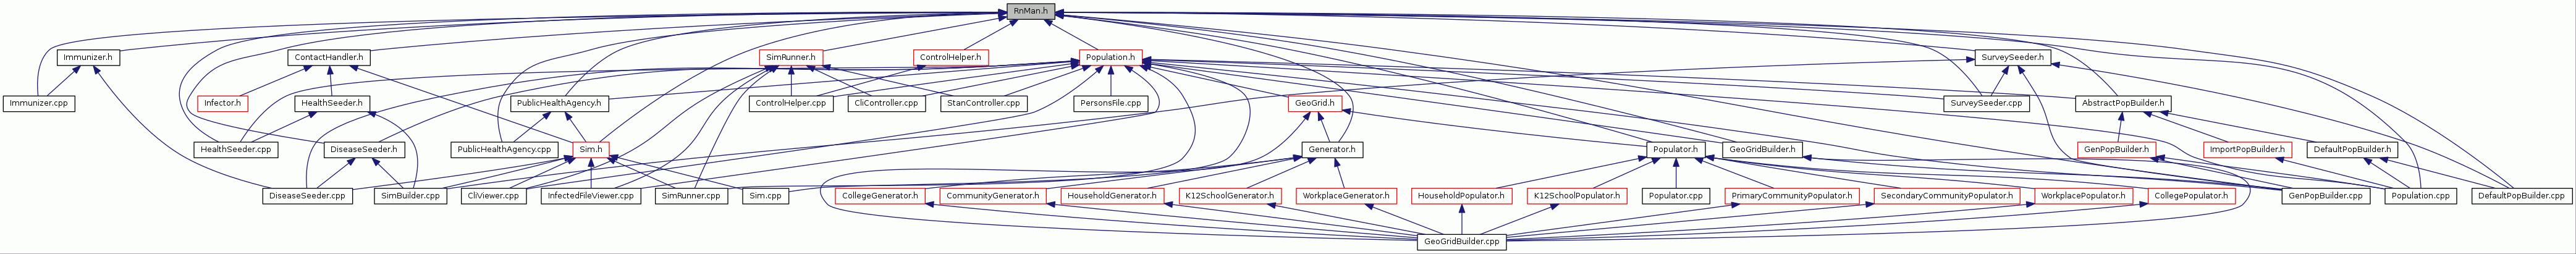 RnMan.h
Immunizer.h
ContactHandler.h
SimRunner.h
ControlHelper.h
Population.h
SurveySeeder.h
Immunizer.cpp
Infector.h
HealthSeeder.h
PublicHealthAgency.h
ControlHelper.cpp
CliController.cpp
StanController.cpp
PersonsFile.cpp
GeoGrid.h
SurveySeeder.cpp
AbstractPopBuilder.h
HealthSeeder.cpp
DiseaseSeeder.h
PublicHealthAgency.cpp
Sim.h
Generator.h
Populator.h
GeoGridBuilder.h
GenPopBuilder.h
ImportPopBuilder.h
DefaultPopBuilder.h
DiseaseSeeder.cpp
SimBuilder.cpp
CliViewer.cpp
InfectedFileViewer.cpp
SimRunner.cpp
Sim.cpp
CollegeGenerator.h
CommunityGenerator.h
HouseholdGenerator.h
K12SchoolGenerator.h
WorkplaceGenerator.h
HouseholdPopulator.h
K12SchoolPopulator.h
Populator.cpp
PrimaryCommunityPopulator.h
SecondaryCommunityPopulator.h
WorkplacePopulator.h
CollegePopulator.h
GenPopBuilder.cpp
Population.cpp
DefaultPopBuilder.cpp
GeoGridBuilder.cpp